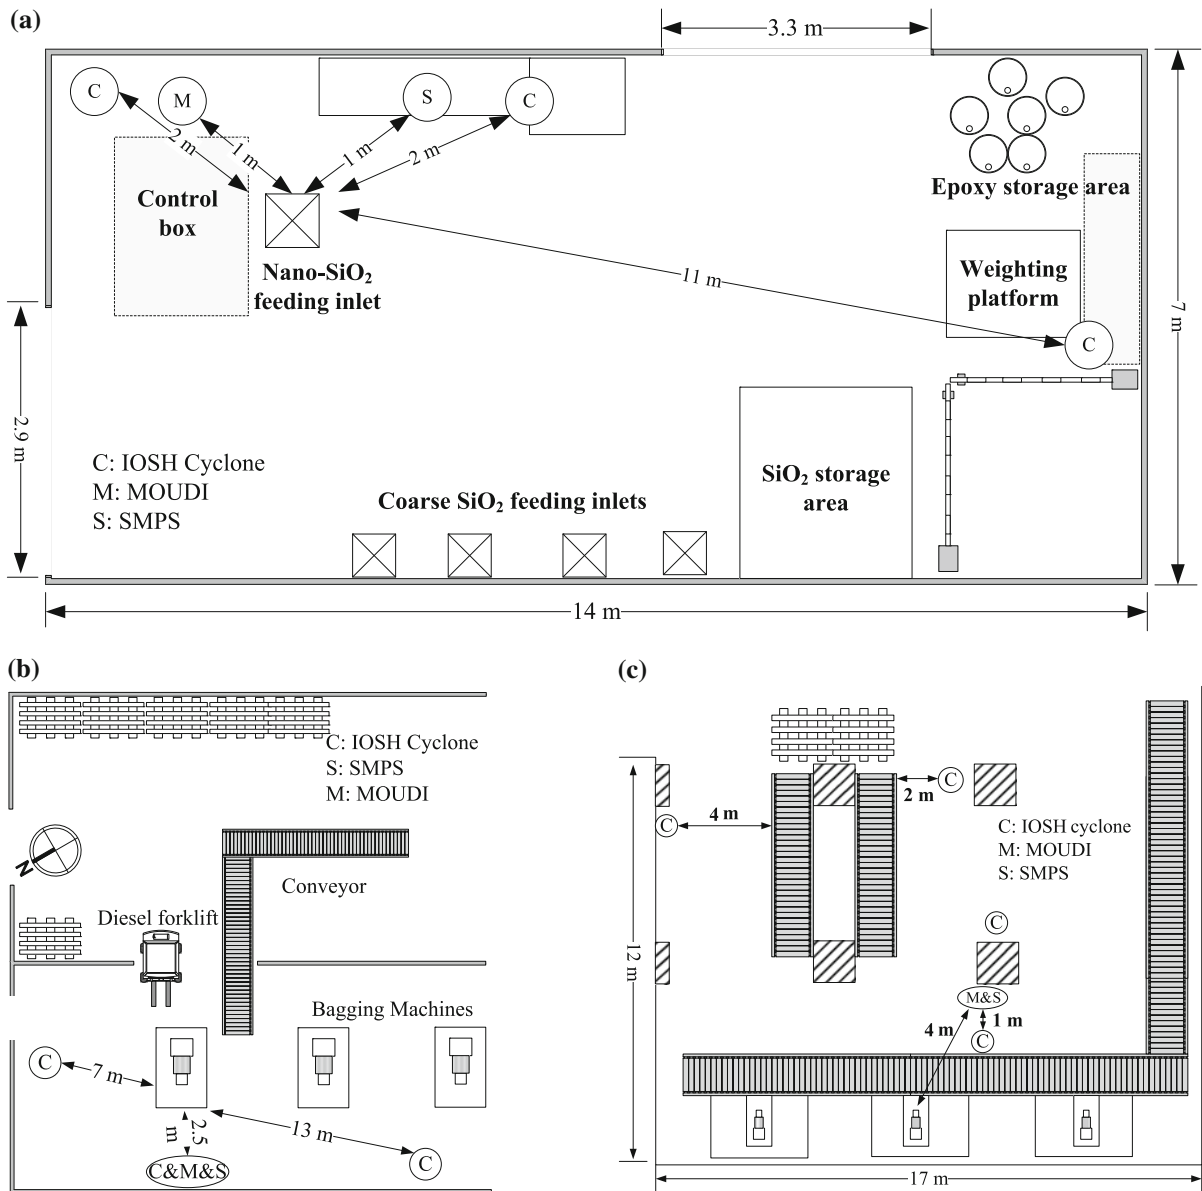 (a)
3.3 m
C
M
S
C
2 m
1 m
1 m
2 m
Control
box
Nano-SiO₂
feeding inlet
11 m
Epoxy storage area
Weighting
platform
C
7 m
2.9 m
C: IOSH Cyclone
M: MOUDI
S: SMPS
Coarse SiO₂ feeding inlets
SiO₂ storage
area
14 m
(b)
C: IOSH Cyclone
S: SMPS
M: MOUDI
N
Conveyor
Diesel forklift
Bagging Machines
C
7 m
2.5
m
13 m
C&M&S
C
(c)
C
2 m
4 m
C
C: IOSH cyclone
M: MOUDI
S: SMPS
C
12 m
M&S
4 m
1 m
C
17 m